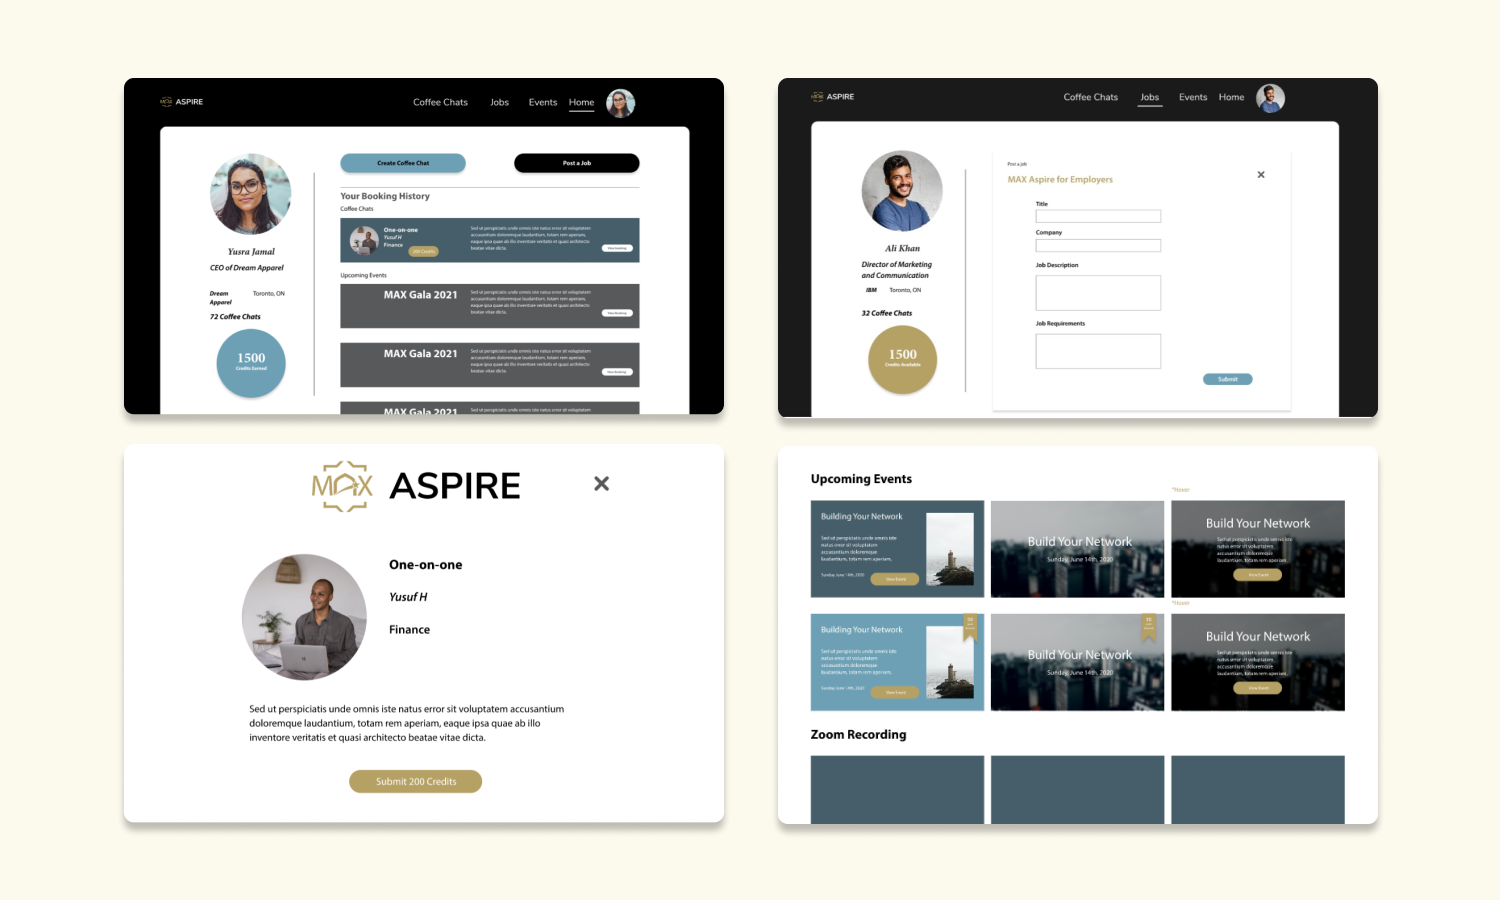 MAX ASPIRE
Coffee Chats
Jobs
Events
Home
Create Coffee Chat
Post a Job
Your Booking History
Coffee Chats
One-on-one
Yusuf H
Finance
200 Credits
Sed ut perspiciatis unde omnis iste natus error sit voluptatem
accusantium doloremque laudantium, totam rem aperiam,
eaque ipsa quae ab illo inventore veritatis et quasi architecto
beatae vitae dicta.
View Booking
Yusra Jamal
CEO of Dream Apparel
Dream
Apparel
Toronto, ON
72 Coffee Chats
1500
Credits Earned
Upcoming Events
MAX Gala 2021
Sed ut perspiciatis unde omnis iste natus error sit voluptatem
accusantium doloremque laudantium, totam rem aperiam,
eaque ipsa quae ab illo inventore veritatis et quasi architecto
beatae vitae dicta.
View Booking
MAX Gala 2021
Sed ut perspiciatis unde omnis iste natus error sit voluptatem
accusantium doloremque laudantium, totam rem aperiam,
eaque ipsa quae ab illo inventore veritatis et quasi architecto
beatae vitae dicta.
View Booking
MAX Gala 2021
Sed ut perspiciatis unde omnis iste natus error sit voluptatem
accusantium doloremque laudantium, totam rem aperiam,
MAX ASPIRE
Coffee Chats
Jobs
Events
Home
Ali Khan
Director of Marketing
and Communication
IBM
Toronto, ON
32 Coffee Chats
1500
Credits Available
Post a job
MAX Aspire for Employers
Title
Company
Job Description
Job Requirements
Submit
MAX ASPIRE
One-on-one
Yusuf H
Finance
Sed ut perspiciatis unde omnis iste natus error sit voluptatem accusantium
doloremque laudantium, totam rem aperiam, eaque ipsa quae ab illo
inventore veritatis et quasi architecto beatae vitae dicta.
Submit 200 Credits
Upcoming Events
*Hover
Building Your Network
Sed ut perspiciatis unde omnis iste
natus error sit voluptatem
accusantium doloremque
laudantium, totam rem aperiam.
Sunday, June 14th, 2020
View Event
Build Your Network
Sunday, June 14th, 2020
Build Your Network
Sed ut perspiciatis unde omnis iste
natus error sit voluptatem
accusantium doloremque
laudantium, totam rem aperiam.
View Event
*Hover
Building Your Network
Sed ut perspiciatis unde omnis iste
natus error sit voluptatem
accusantium doloremque
laudantium, totam rem aperiam.
Sunday, June 14th, 2020
View Event
Build Your Network
Sunday, June 14th, 2020
Build Your Network
Sed ut perspiciatis unde omnis iste
natus error sit voluptatem
accusantium doloremque
laudantium, totam rem aperiam.
View Event
Zoom Recording